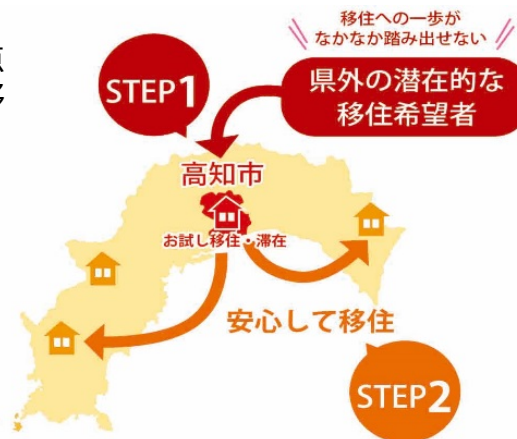 移住への一歩が
なかなか踏み出せない
県外の潜在的な
移住希望者
STEP1
高知市
お試し移住・滞在
安心して移住
STEP2